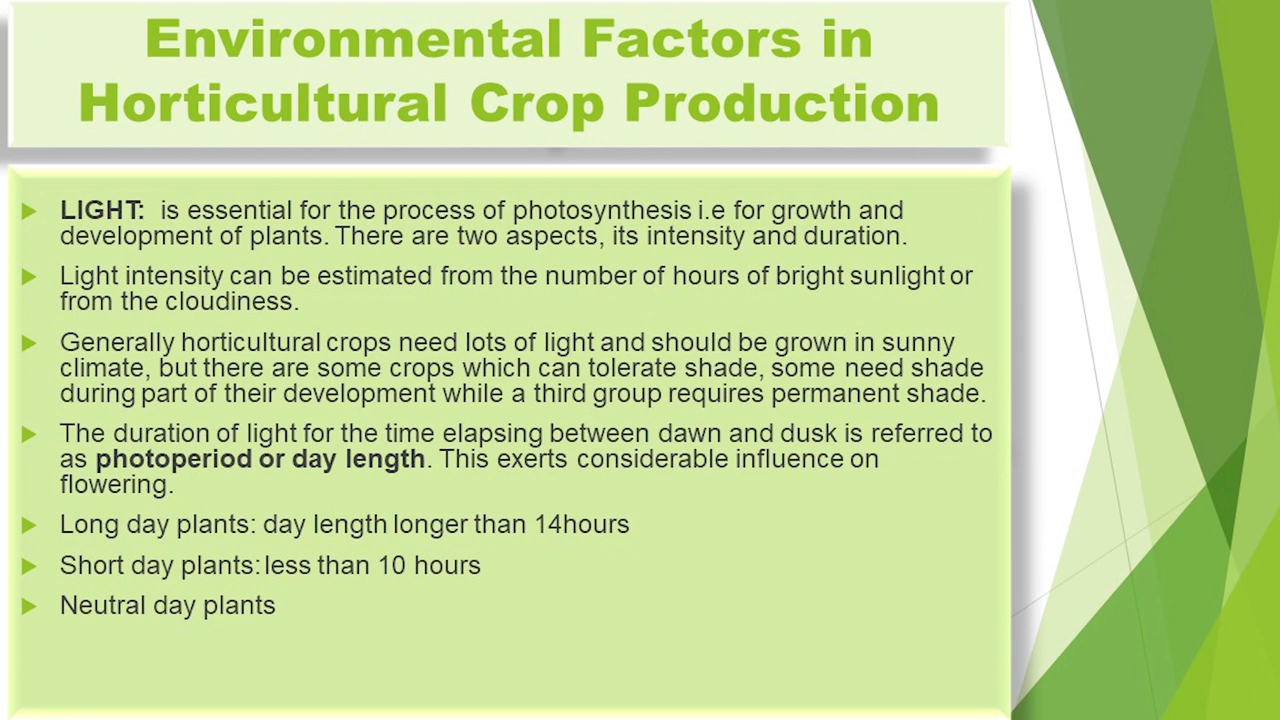 Environmental Factors in
Horticultural Crop Production
LIGHT: is essential for the process of photosynthesis i.e for growth and
development of plants. There are two aspects, its intensity and duration.
Light intensity can be estimated from the number of hours of bright sunlight or
from the cloudiness.
Generally horticultural crops need lots of light and should be grown in sunny
climate, but there are some crops which can tolerate shade, some need shade
during part of their development while a third group requires permanent shade.
The duration of light for the time elapsing between dawn and dusk is referred to
as photoperiod or day length. This exerts considerable influence on
flowering.
Long day plants: day length longer than 14hours
Short day plants: less than 10 hours
Neutral day plants